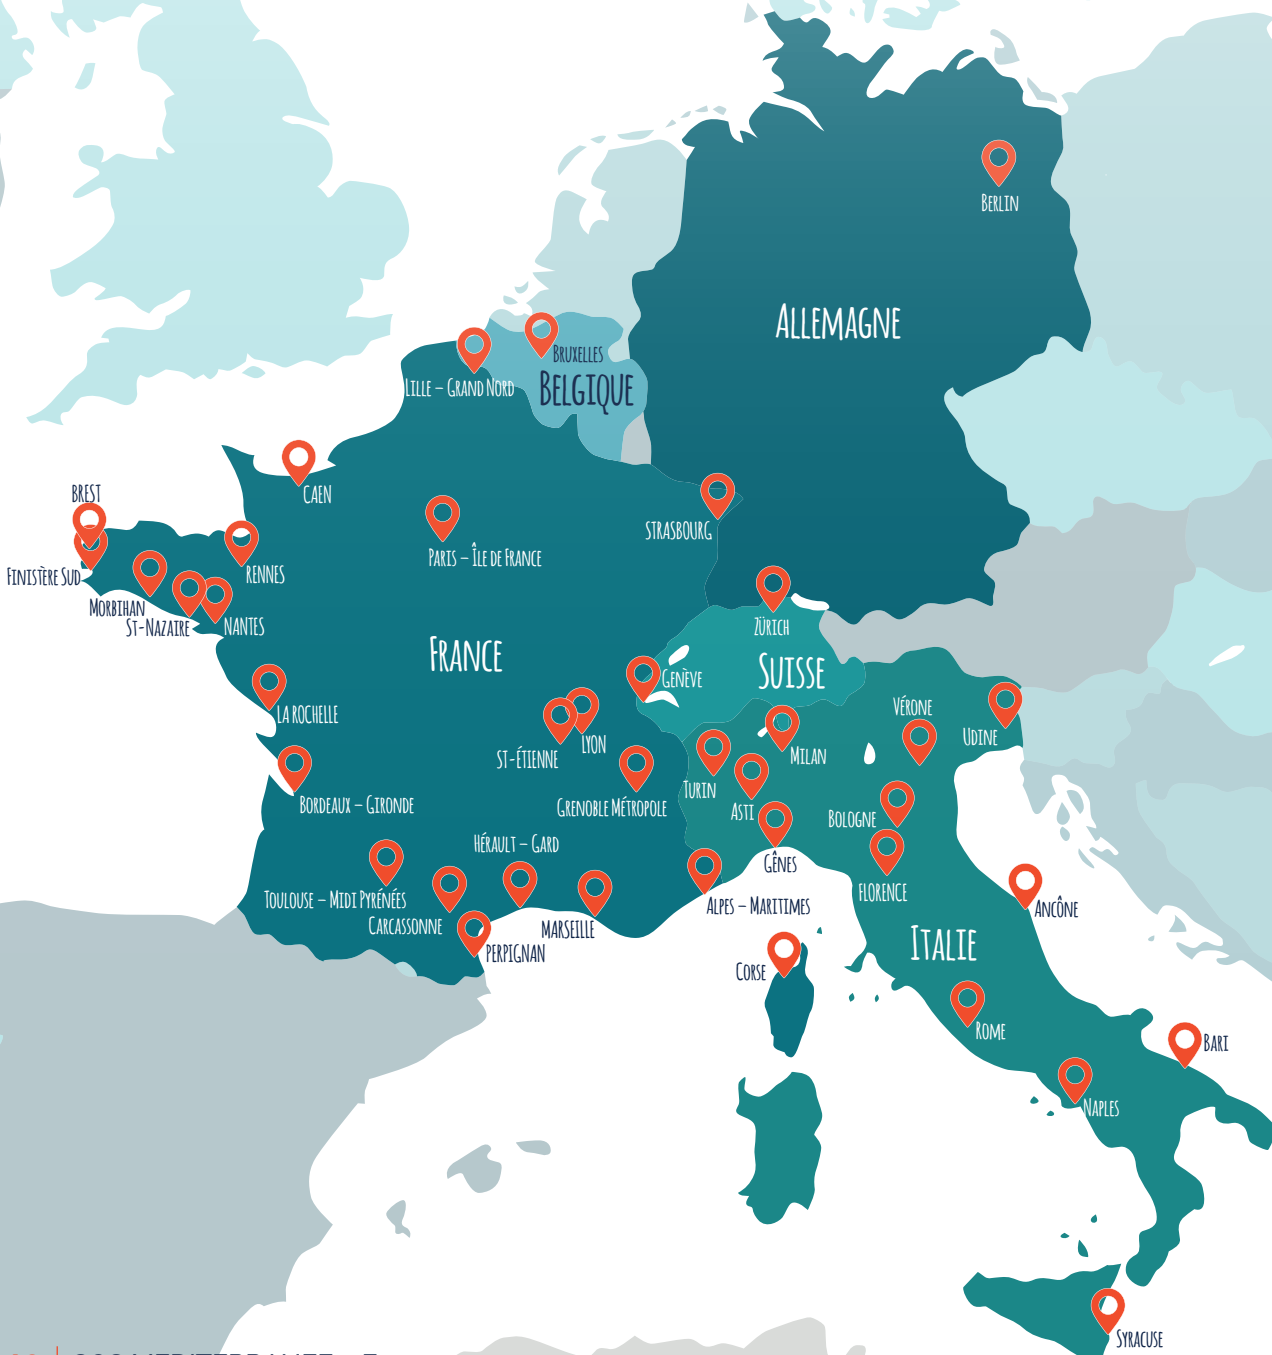 Berlin
Allemagne
Bruxelles
Belgique
Lille – Grand Nord
BREST
CAEN
Paris – Île de France
STRASBOURG
Finistère Sud
RENNES
Morbihan
St-Nazaire
NANTES
Zürich
France
Suisse
Genève
LA ROCHELLE
Vérone
Udine
St-Étienne
LYON
Milan
Turin
Asti
Bordeaux – Gironde
Grenoble Métropole
Bologne
Hérault – Gard
Gênes
Toulouse – Midi Pyrénées
FLORENCE
Alpes – Maritimes
Ancône
Carcassonne
MARSEILLE
PERPIGNAN
Italie
Corse
Rome
BARI
Naples
Syracuse